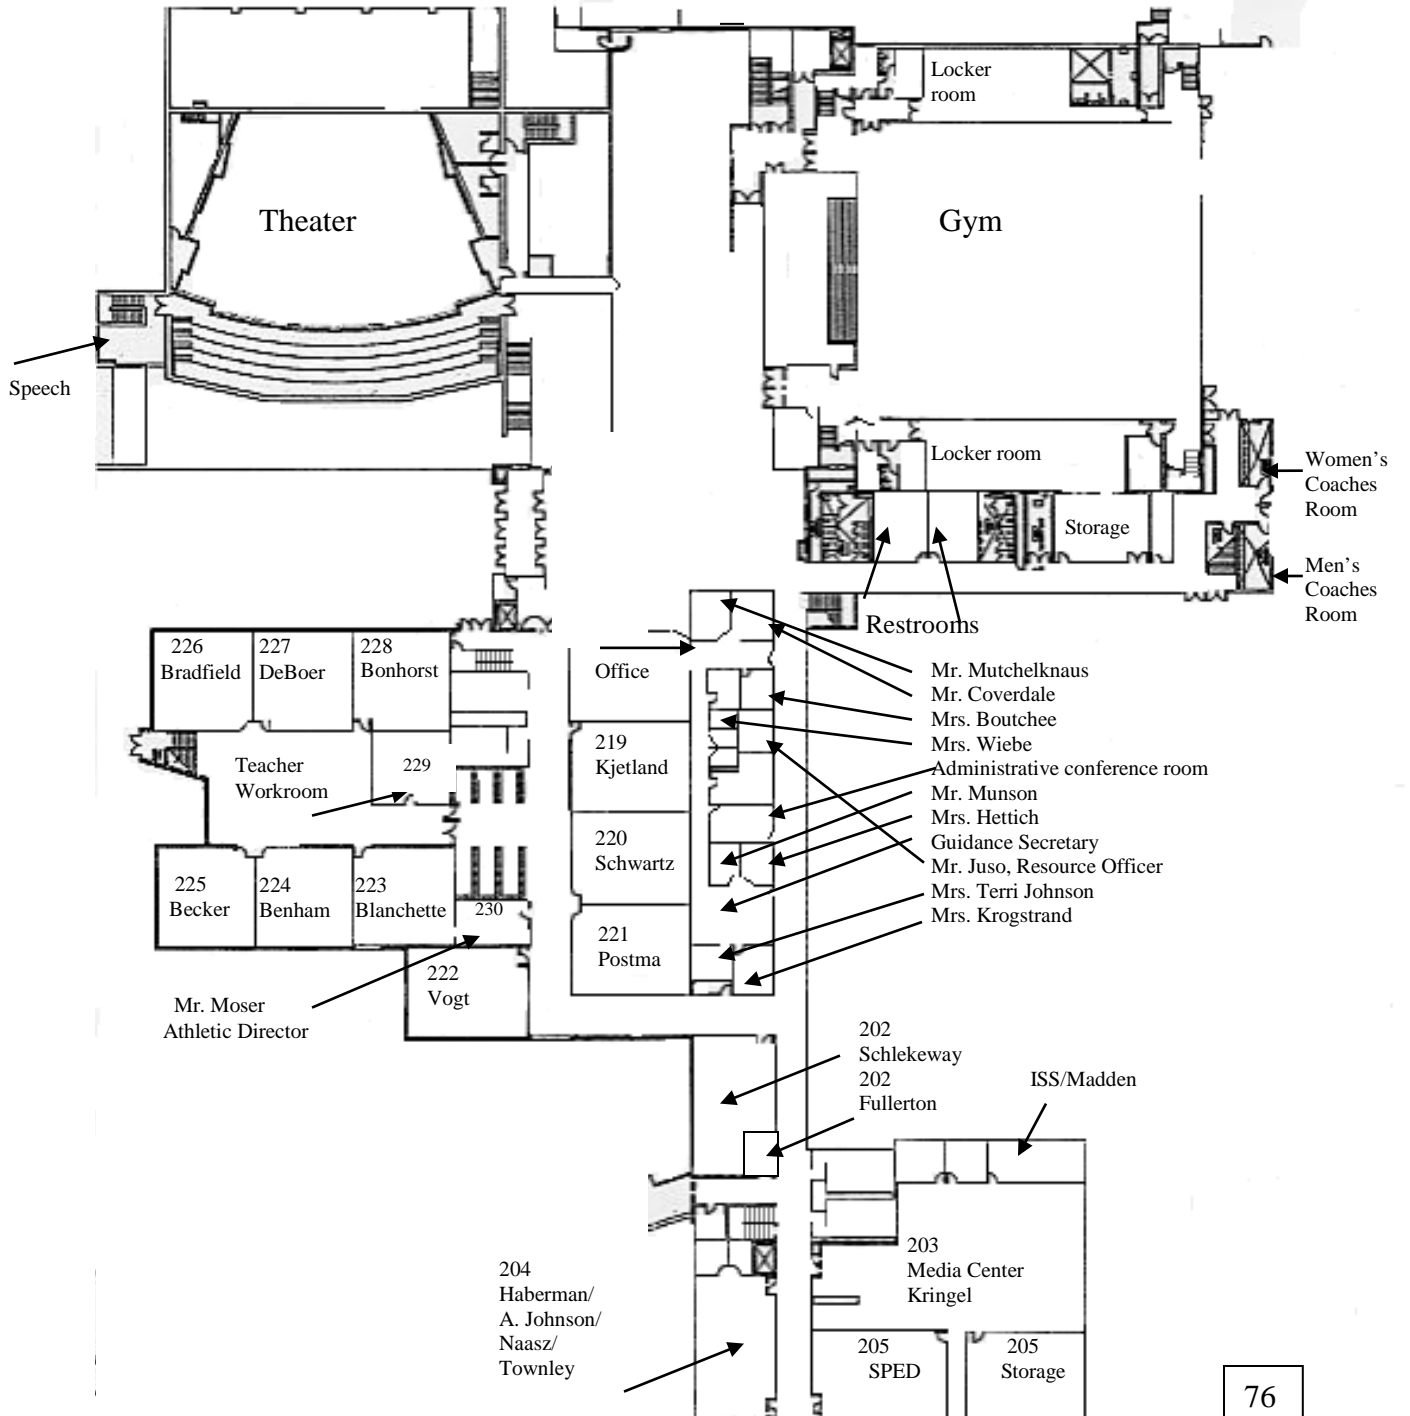 Locker
room
Theater
Gym
Speech
Locker room
Women's
Coaches
Room
Storage
Men's
Coaches
Room
Restrooms
226
Bradfield
227
DeBoer
228
Bonhorst
Office
Mr. Mutchelknaus
Mr. Coverdale
Mrs. Boutchee
Mrs. Wiebe
Administrative conference room
Mr. Munson
Mrs. Hettich
Guidance Secretary
Mr. Juso, Resource Officer
Mrs. Terri Johnson
Mrs. Krogstrand
219
Kjetland
Teacher
Workroom
229
220
Schwartz
225
Becker
224
Benham
223
Blanchette
230
221
Postma
222
Vogt
Mr. Moser
Athletic Director
202
Schlekeway
202
Fullerton
ISS/Madden
203
Media Center
Kringel
204
Haberman/
A. Johnson/
Naasz/
Townley
205
SPED
205
Storage
76